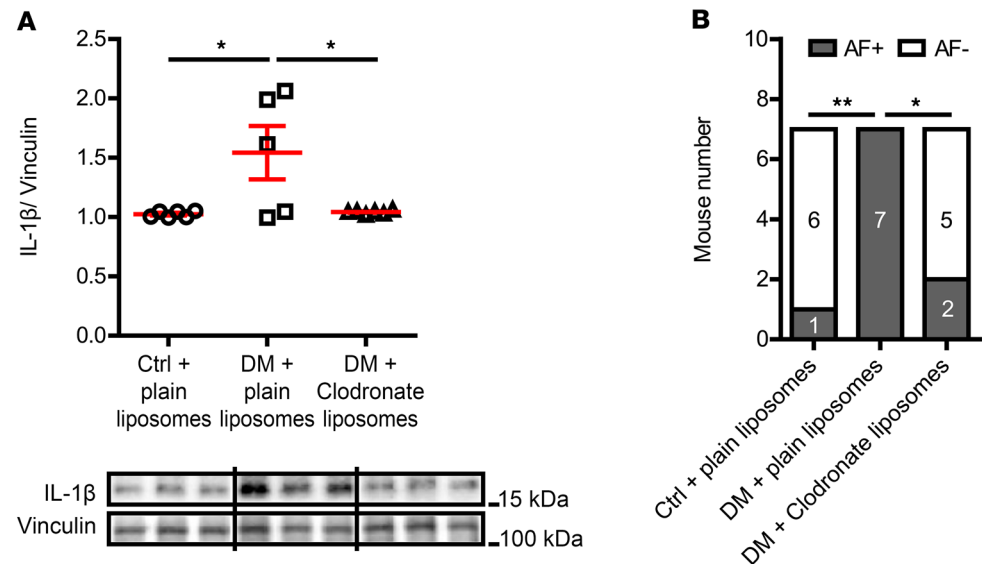 A
2.5
2.0
1.5
1.0
0.5
0.0
IL-1β/ Vinculin
*
*
Ctrl +
plain
liposomes
DM +
plain
liposomes
DM +
Clodronate
liposomes
IL-1β
15 kDa
Vinculin
100 kDa
B
AF+
AF-
10
8
6
4
2
0
Mouse number
**
*
6
7
5
1
2
Ctrl + plain liposomes
DM + plain liposomes
DM + Clodronate liposomes